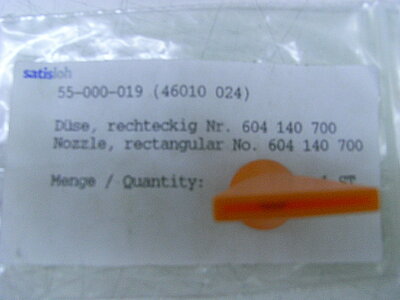 satisloh
55-000-019 (46010 024)
Düse, rechteckig Nr. 604 140 700
Nozzle, rectangular No. 604 140 700
Menge / Quantity: ST